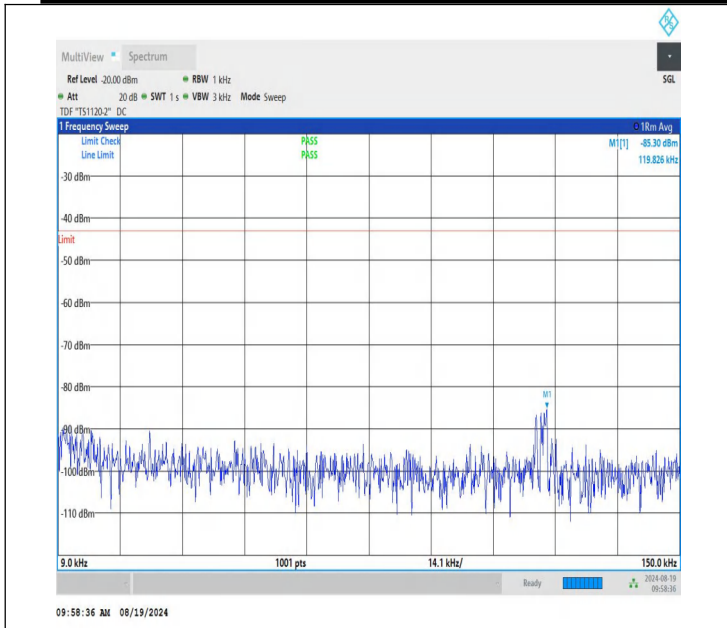 MultiView Spectrum
Ref Level -20.00 dBm RBW 1 kHz SGL
Att 20 dB SWT 1 s VBW 3 kHz Mode Sweep
TDF "TS1120-2" DC
1 Frequency Sweep 1Rm Avg
Limit Check PASS M1[1] -85.30 dBm
Line Limit PASS 119.826 kHz
-30 dBm
-40 dBm
Limit
-50 dBm
-60 dBm
-70 dBm
-80 dBm
M1
-90 dBm
-100 dBm
-110 dBm
9.0 kHz 1001 pts 14.1 kHz/ 150.0 kHz
Ready 2024-08-19
09:58:36
09:58:36 AM 08/19/2024